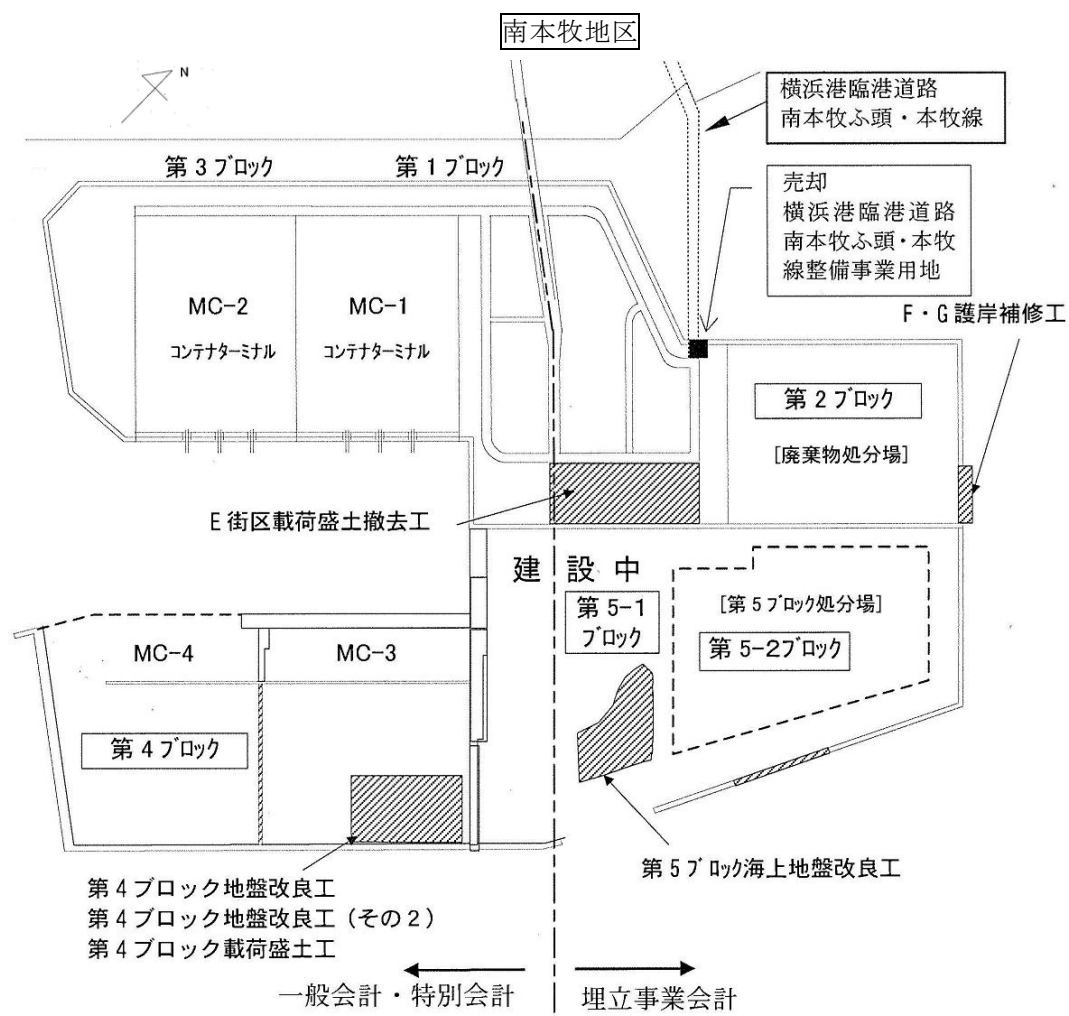 南本牧地区
N
横浜港臨港道路
南本牧ふ頭・本牧線
第3ブロック
第1ブロック
売却
横浜港臨港道路
南本牧ふ頭・本牧
線整備事業用地
MC-2
コンテナターミナル
MC-1
コンテナターミナル
F・G護岸補修工
第2ブロック
[廃棄物処分場]
E街区載荷盛土撤去工
建設中
第5-1
ブロック
[第5ブロック処分場]
第5-2ブロック
MC-4
MC-3
第4ブロック
第5ブロック海上地盤改良工
第4ブロック地盤改良工
第4ブロック地盤改良工（その2）
第4ブロック載荷盛土工
一般会計・特別会計
埋立事業会計